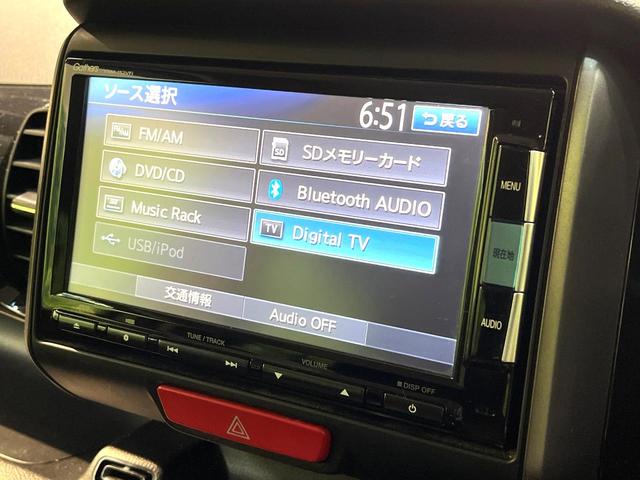 Gathers
ソース選択
6:51
戻る
FM/AM
SD
SDメモリーカード
DVD/CD
Bluetooth AUDIO
Music Rack
TV
Digital TV
USB/iPod
交通情報
Audio OFF
MENU
現在地
AUDIO
TUNE / TRACK
VOLUME
DISP OFF